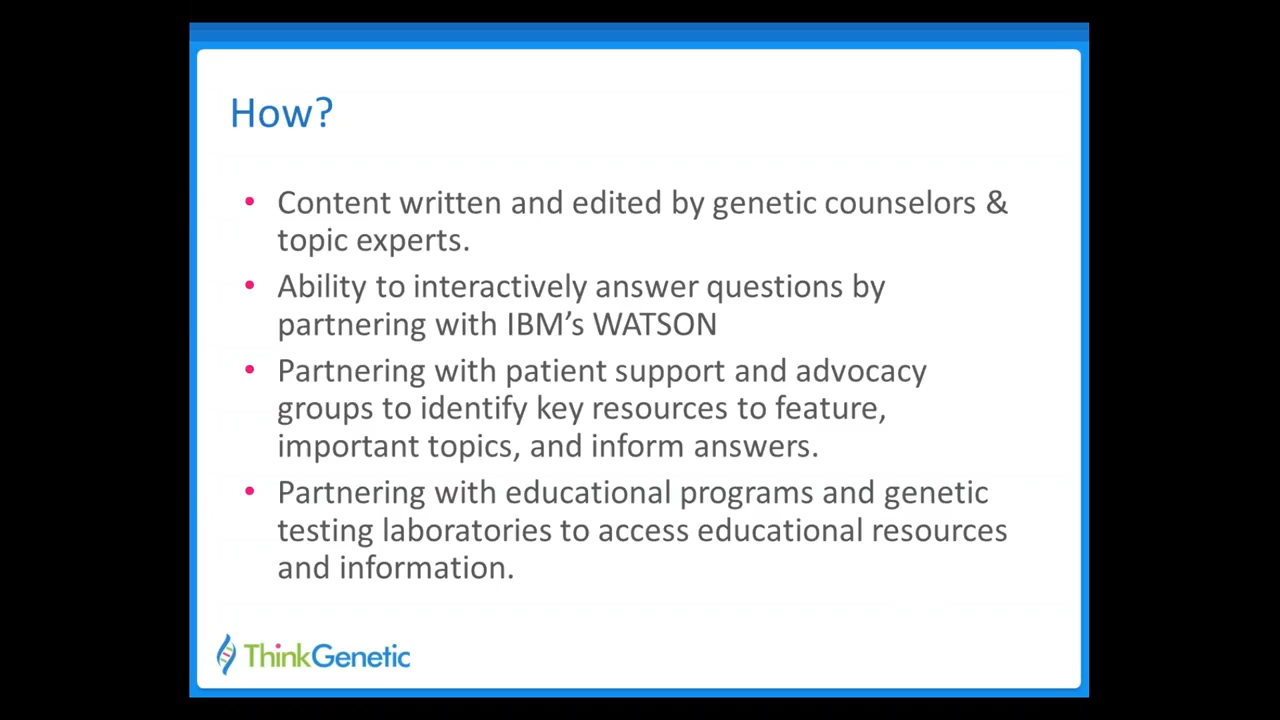 How?
• Content written and edited by genetic counselors &
topic experts.
• Ability to interactively answer questions by
partnering with IBM’s WATSON
• Partnering with patient support and advocacy
groups to identify key resources to feature,
important topics, and inform answers.
• Partnering with educational programs and genetic
testing laboratories to access educational resources
and information.
ThinkGenetic